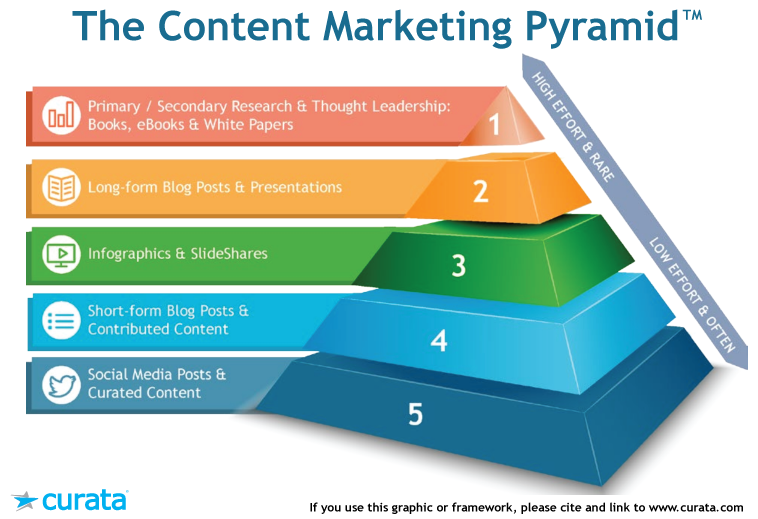 The Content Marketing Pyramid™
HIGH EFFORT & RARE
Primary / Secondary Research & Thought Leadership:
Books, eBooks & White Papers
1
Long-form Blog Posts & Presentations
2
Infographics & SlideShares
3
LOW EFFORT & OFTEN
Short-form Blog Posts &
Contributed Content
4
Social Media Posts &
Curated Content
5
curata
If you use this graphic or framework, please cite and link to www.curata.com